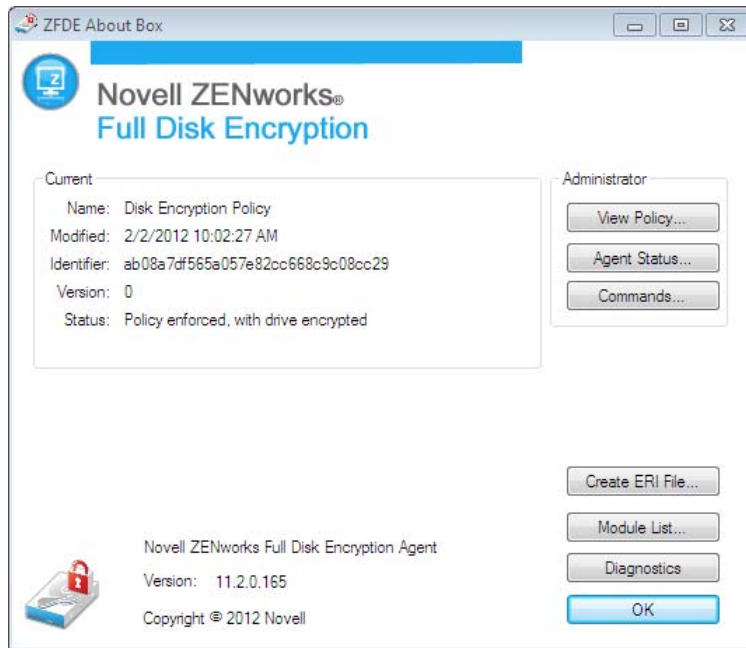 ZFDE About Box
Z
Novell ZENworks®
Full Disk Encryption
Current
Name: Disk Encryption Policy
Modified: 2/2/2012 10:02:27 AM
Identifier: ab08a7df565a057e82cc668c9c08cc29
Version: 0
Status: Policy enforced, with drive encrypted
Administrator
View Policy...
Agent Status...
Commands...
Create ERI File...
Module List...
Diagnostics
OK
Novell ZENworks Full Disk Encryption Agent
Version: 11.2.0.165
Copyright © 2012 Novell